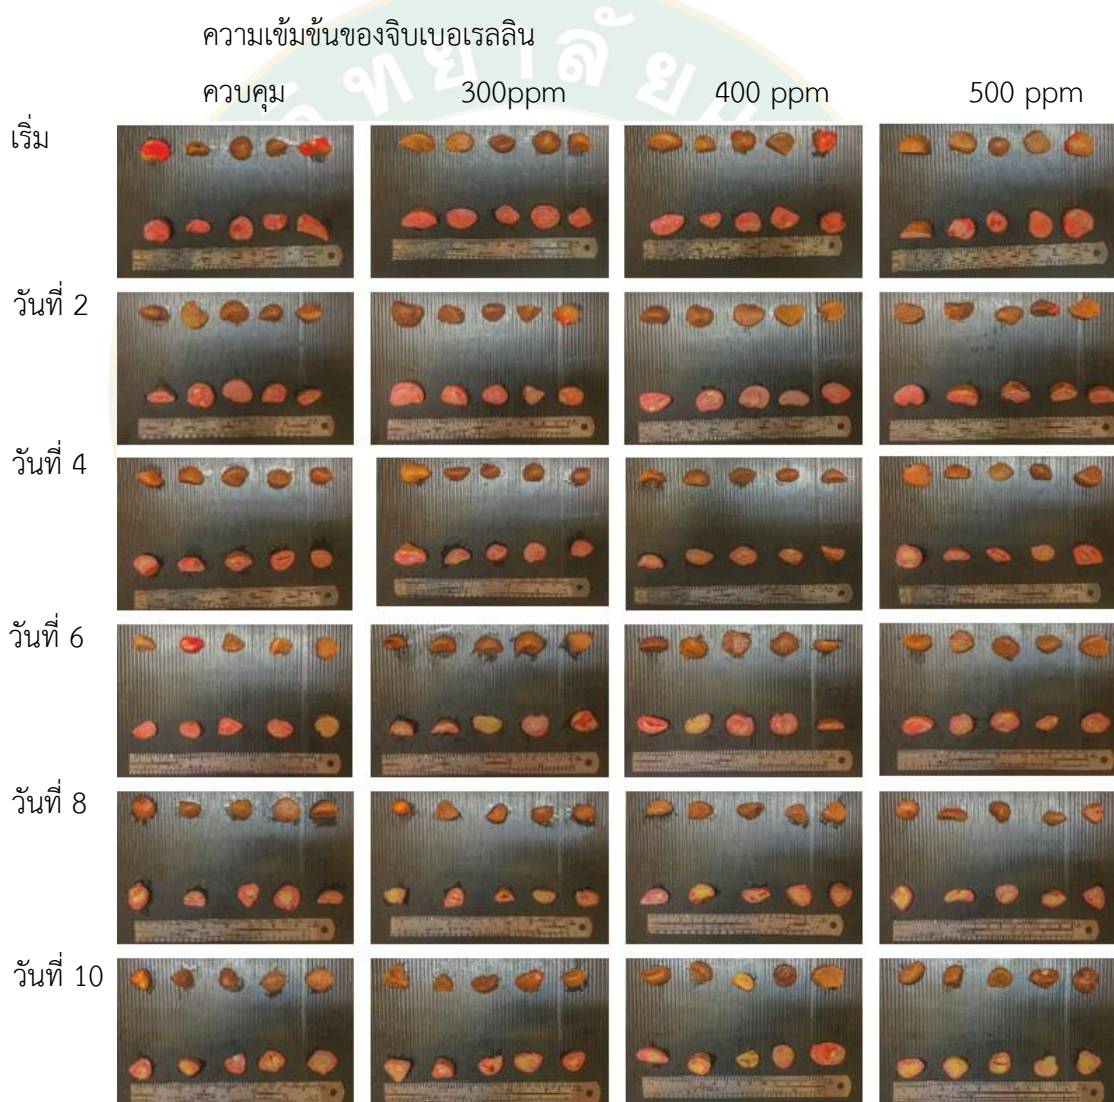 ความเข้มข้นของจิบเบอเรลลิน
ควบคุม 300ppm 400 ppm 500 ppm
เริ่ม
วันที่ 2
วันที่ 4
วันที่ 6
วันที่ 8
วันที่ 10